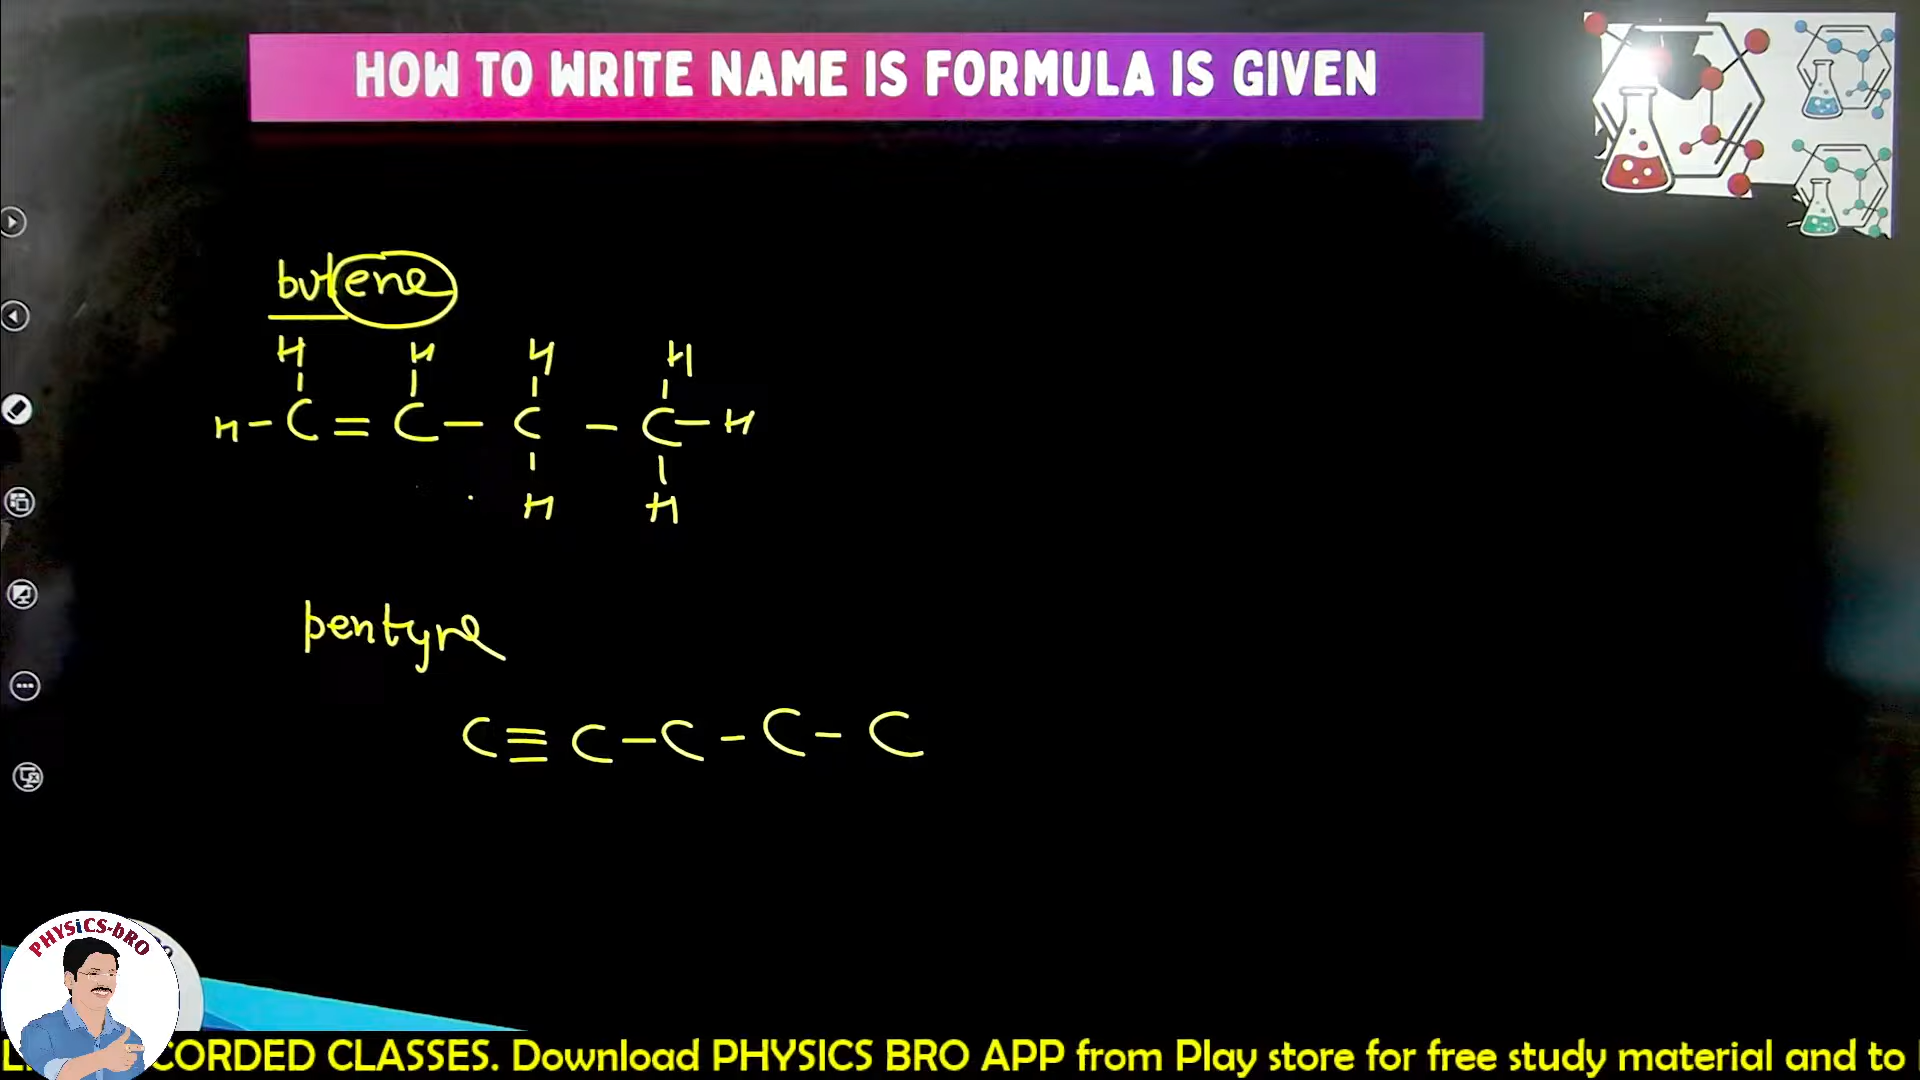 HOW TO WRITE NAME IS FORMULA IS GIVEN
butene
H H H H
H-C=C-C-C-H
H H
pentyne
C≡C-C-C-C
PHYSiCS-bRO
CORDED CLASSES. Download PHYSICS BRO APP from Play store for free study material and to